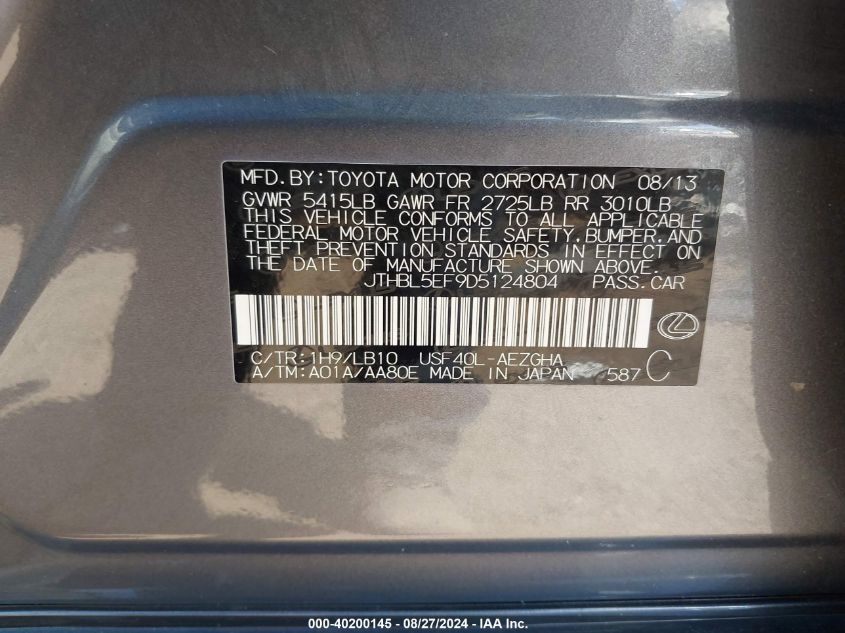 MFD.BY:TOYOTA MOTOR CORPORATION 08/13
GVWR 5415LB GAWR FR 2725LB RR 3010LB
THIS VEHICLE CONFORMS TO ALL APPLICABLE
FEDERAL MOTOR VEHICLE SAFETY,BUMPER,AND
THEFT PREVENTION STANDARDS IN EFFECT ON
THE DATE OF MANUFACTURE SHOWN ABOVE.
JTHBL5EF9D5124804 PASS.CAR
C/TR:1H9/LB10 USF40L-AEZGHA
A/TM:A01A/AA80E MADE IN JAPAN 587 C
000-40200145 | 08/27/2024 | IAA Inc.